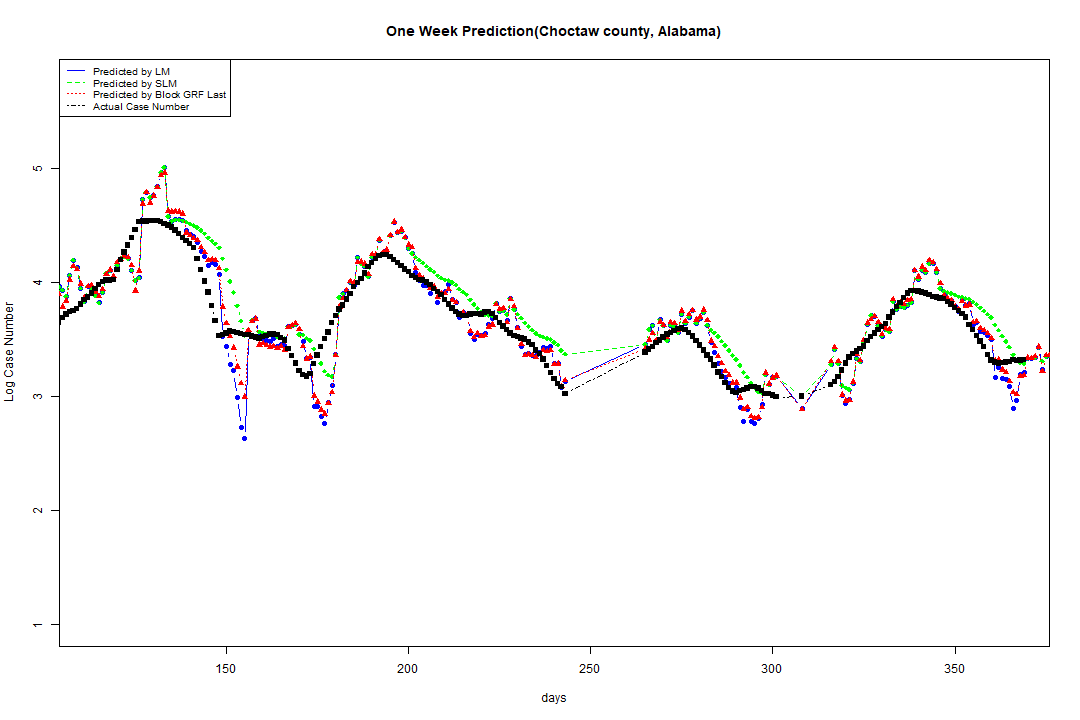 One Week Prediction(Choctaw county, Alabama)
Predicted by LM
Predicted by SLM
Predicted by Block GRF Last
Actual Case Number
5
4
3
2
1
Log Case Number
150 200 250 300 350
days